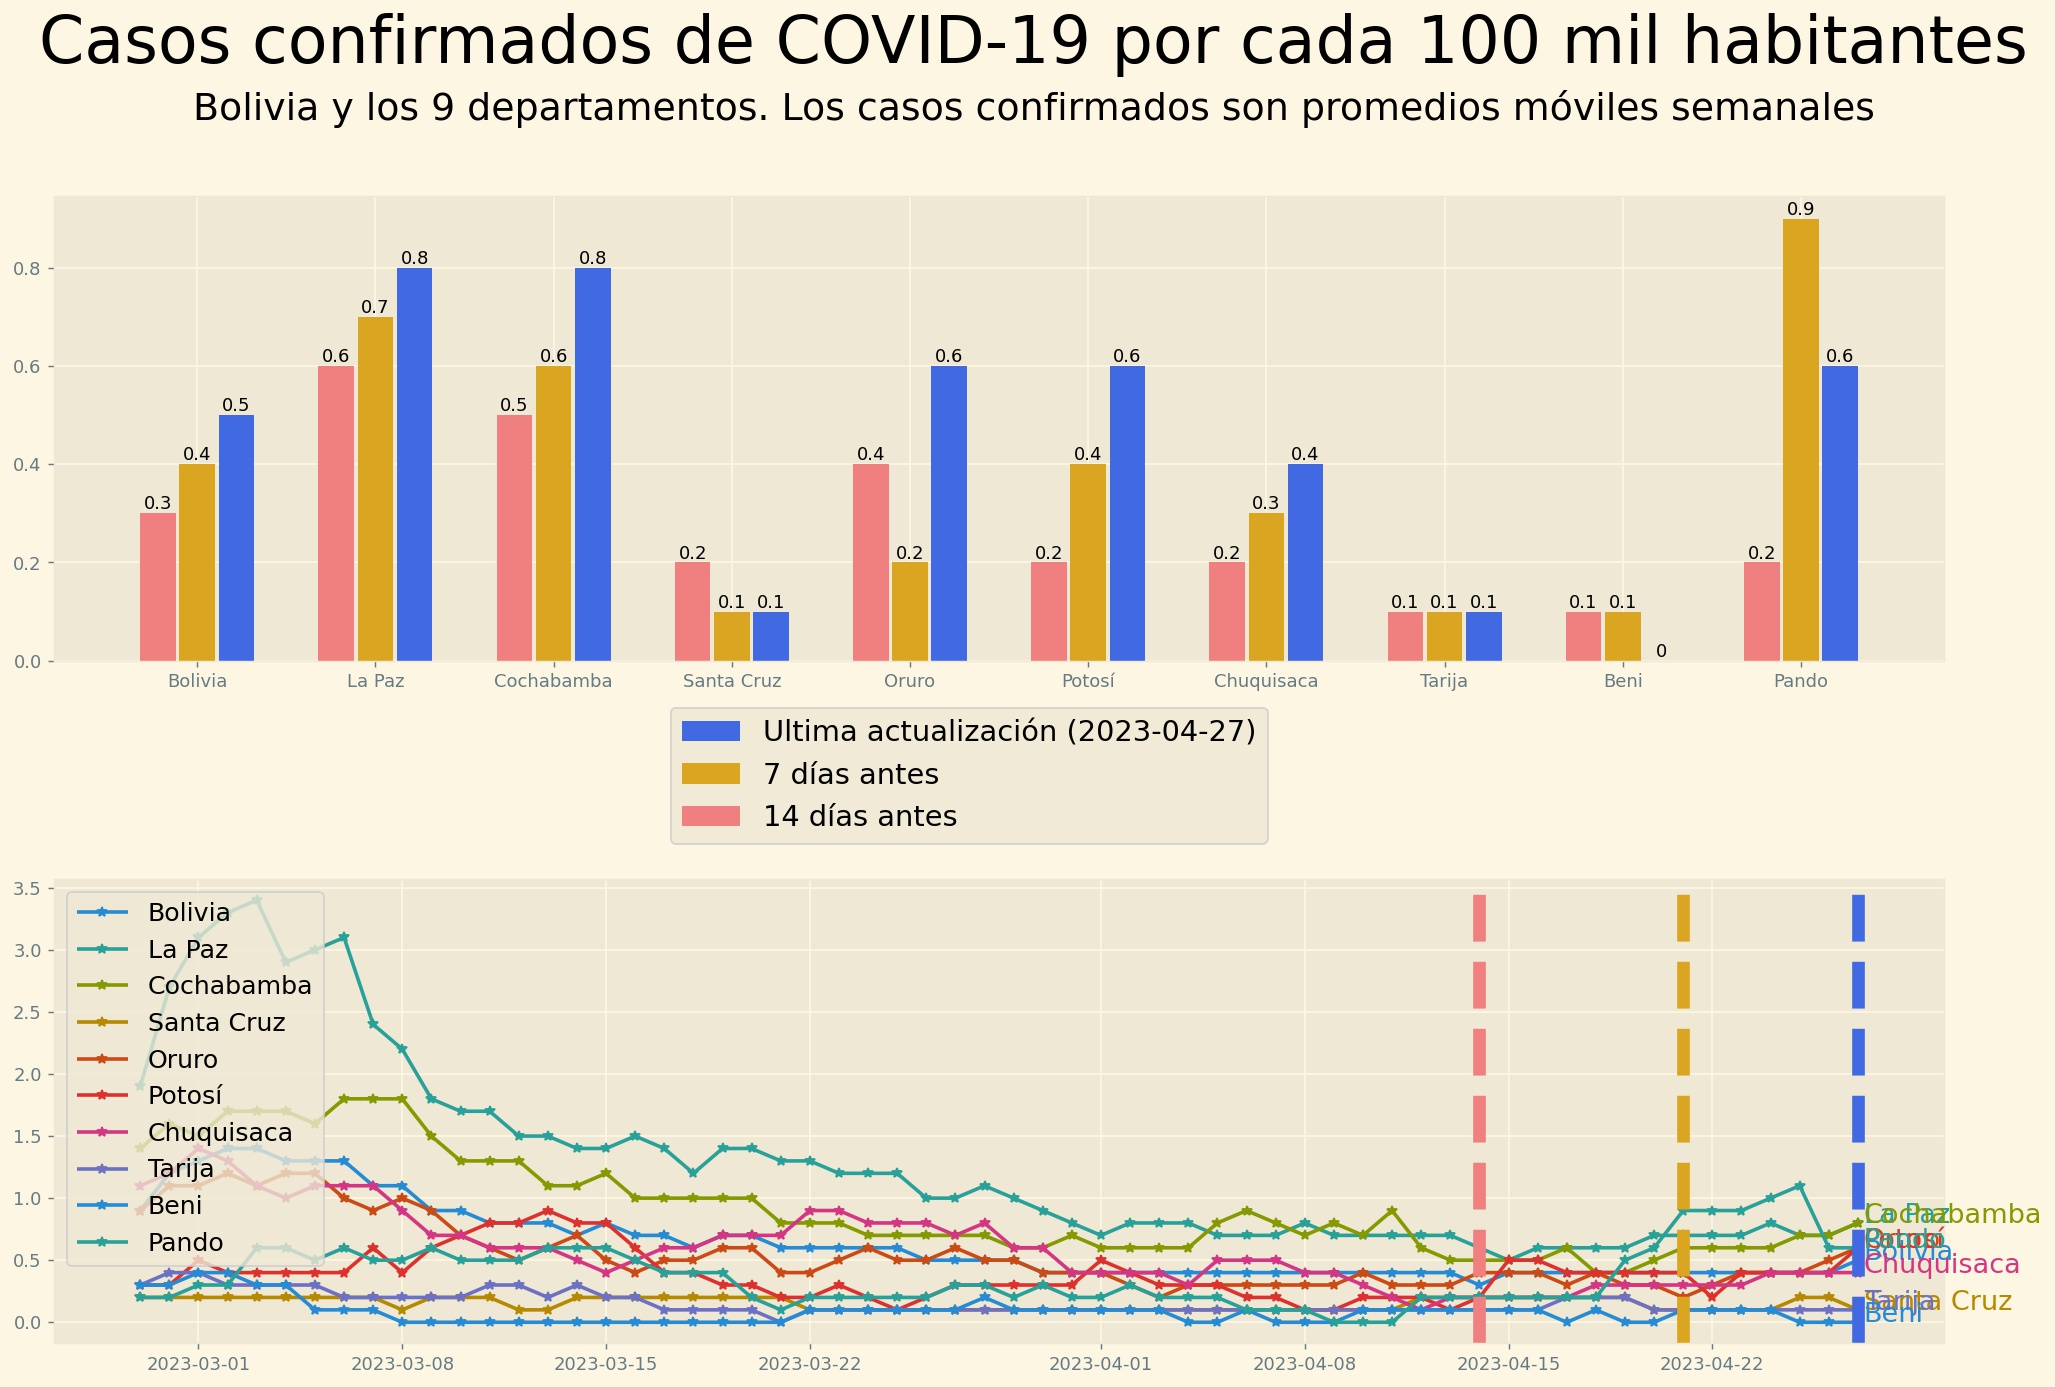 Casos confirmados de COVID-19 por cada 100 mil habitantes
Bolivia y los 9 departamentos. Los casos confirmados son promedios móviles semanales
0.8
0.6
0.4
0.2
0.0
0.3 0.4 0.5
0.6 0.7 0.8
0.5 0.6 0.8
0.2 0.1 0.1
0.4 0.2 0.6
0.2 0.4 0.6
0.2 0.3 0.4
0.1 0.1 0.1
0.1 0.1 0
0.2 0.9 0.6
Bolivia La Paz Cochabamba Santa Cruz Oruro Potosí Chuquisaca Tarija Beni Pando
Ultima actualización (2023-04-27)
7 días antes
14 días antes
3.5
3.0
2.5
2.0
1.5
1.0
0.5
0.0
Bolivia
La Paz
Cochabamba
Santa Cruz
Oruro
Potosí
Chuquisaca
Tarija
Beni
Pando
Cochabamba
La Paz
Potosí
Bolivia
Chuquisaca
Santa Cruz
Tarija
Beni
2023-03-01 2023-03-08 2023-03-15 2023-03-22 2023-04-01 2023-04-08 2023-04-15 2023-04-22